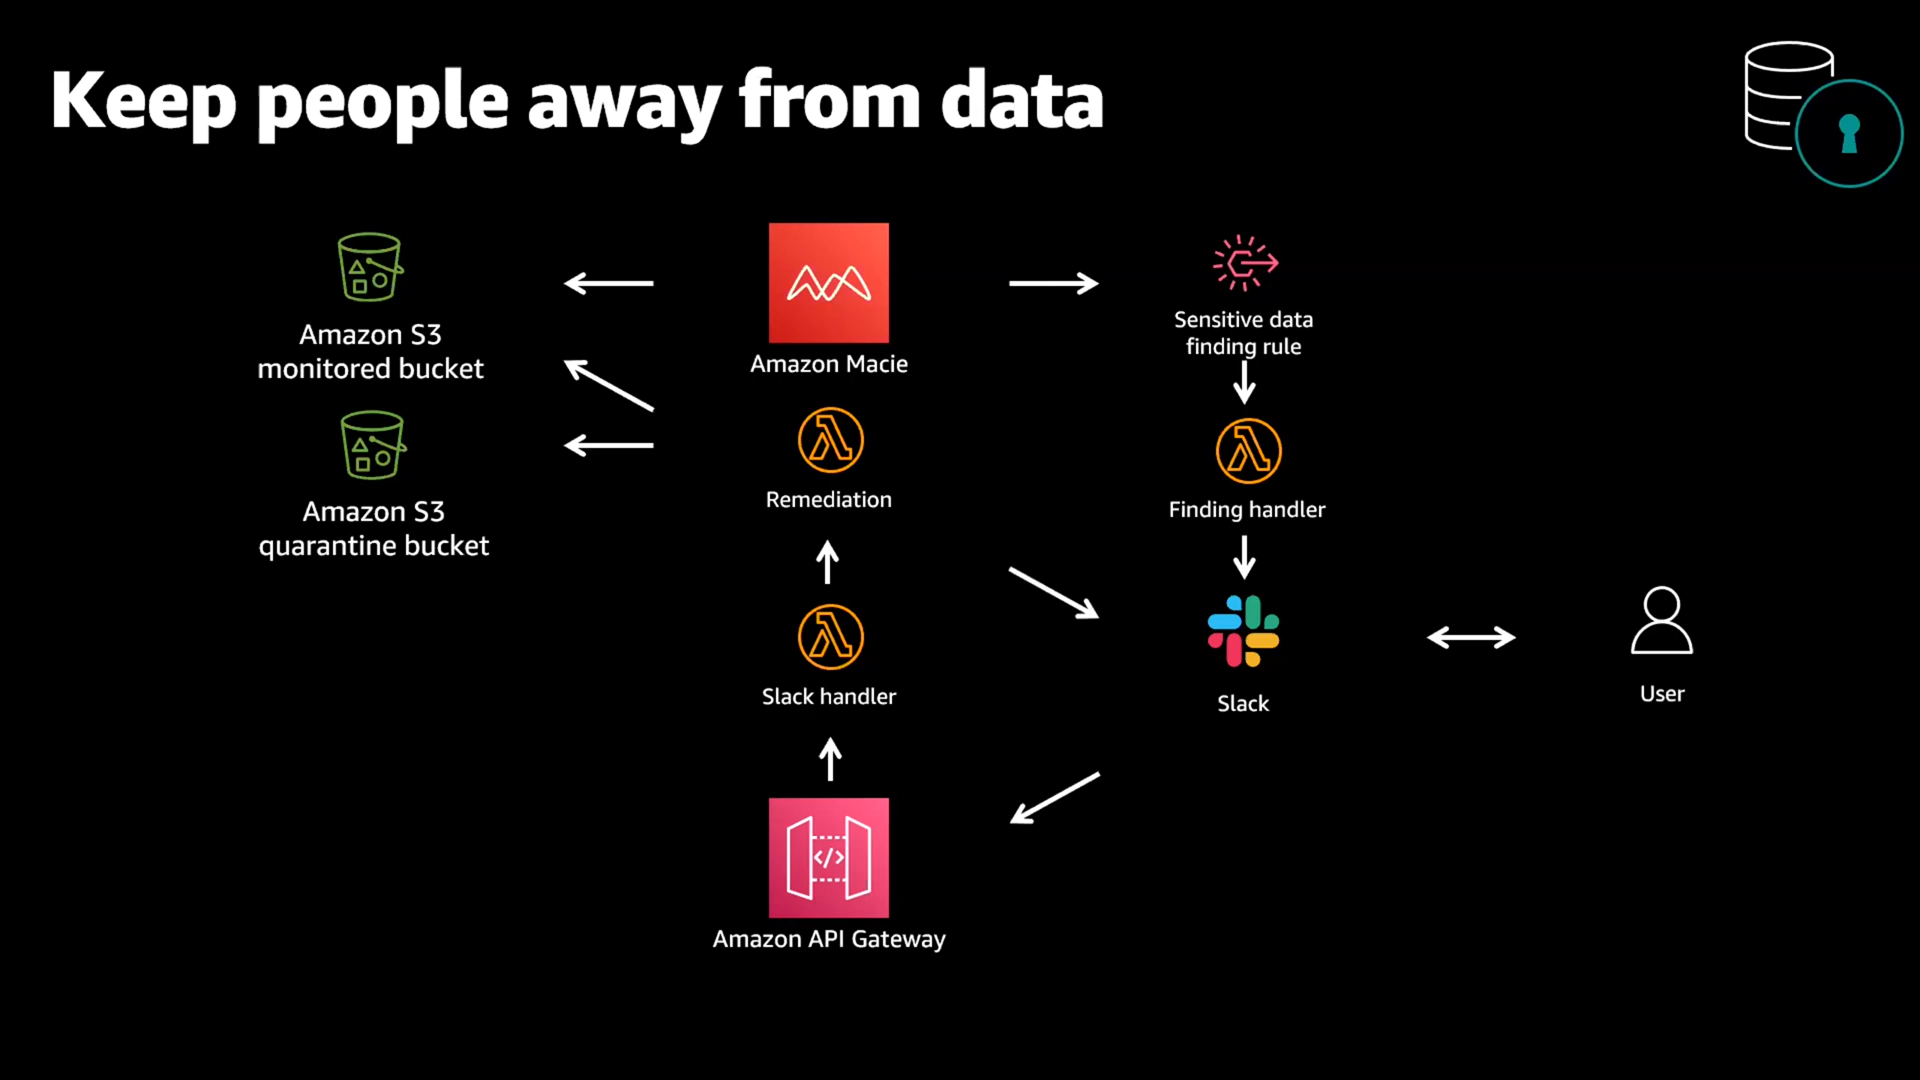 Keep people away from data
Amazon S3
monitored bucket
Amazon Macie
Sensitive data
finding rule
Amazon S3
quarantine bucket
Remediation
Finding handler
Slack handler
Slack
User
</>
Amazon API Gateway